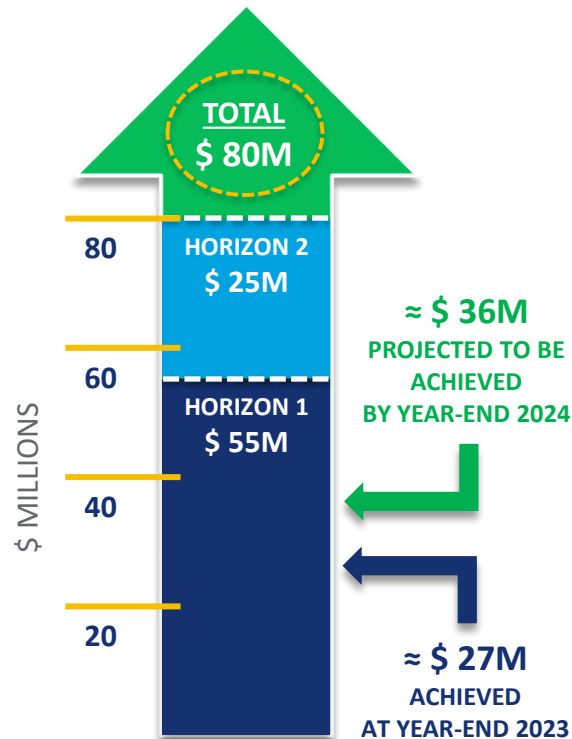 TOTAL
$ 80M
80
HORIZON 2
$ 25M
≈ $ 36M
PROJECTED TO BE
ACHIEVED
BY YEAR-END 2024
60
HORIZON 1
$ 55M
$ MILLIONS
40
20
≈ $ 27M
ACHIEVED
AT YEAR-END 2023